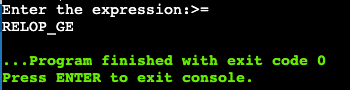 Enter the expression:>=
RELOP_GE
...Program finished with exit code 0
Press ENTER to exit console.